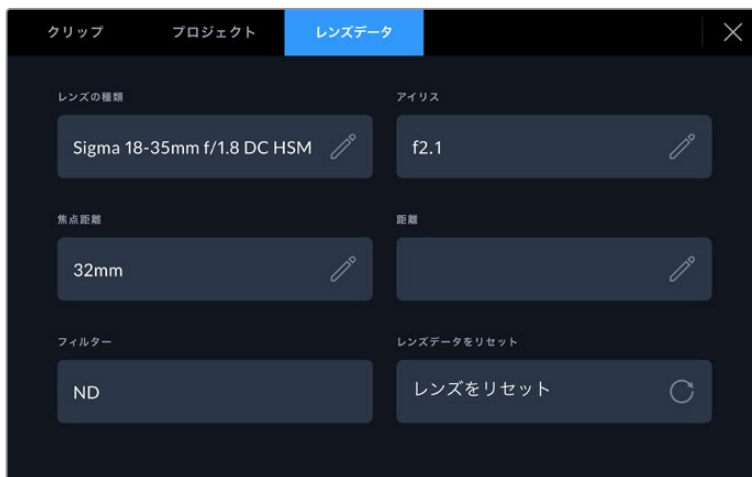 クリップ プロジェクト レンズデータ
レンズの種類 アイリス
Sigma 18-35mm f/1.8 DC HSM f2.1
焦点距離 距離
32mm
フィルター レンズデータをリセット
ND レンズをリセット